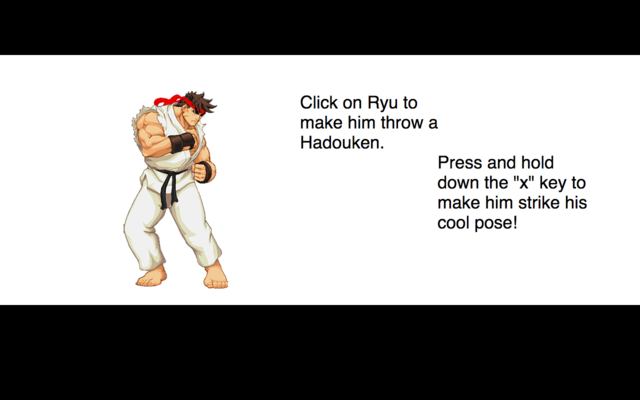 Click on Ryu to
make him throw a
Hadouken.
Press and hold
down the "x" key to
make him strike his
cool pose!